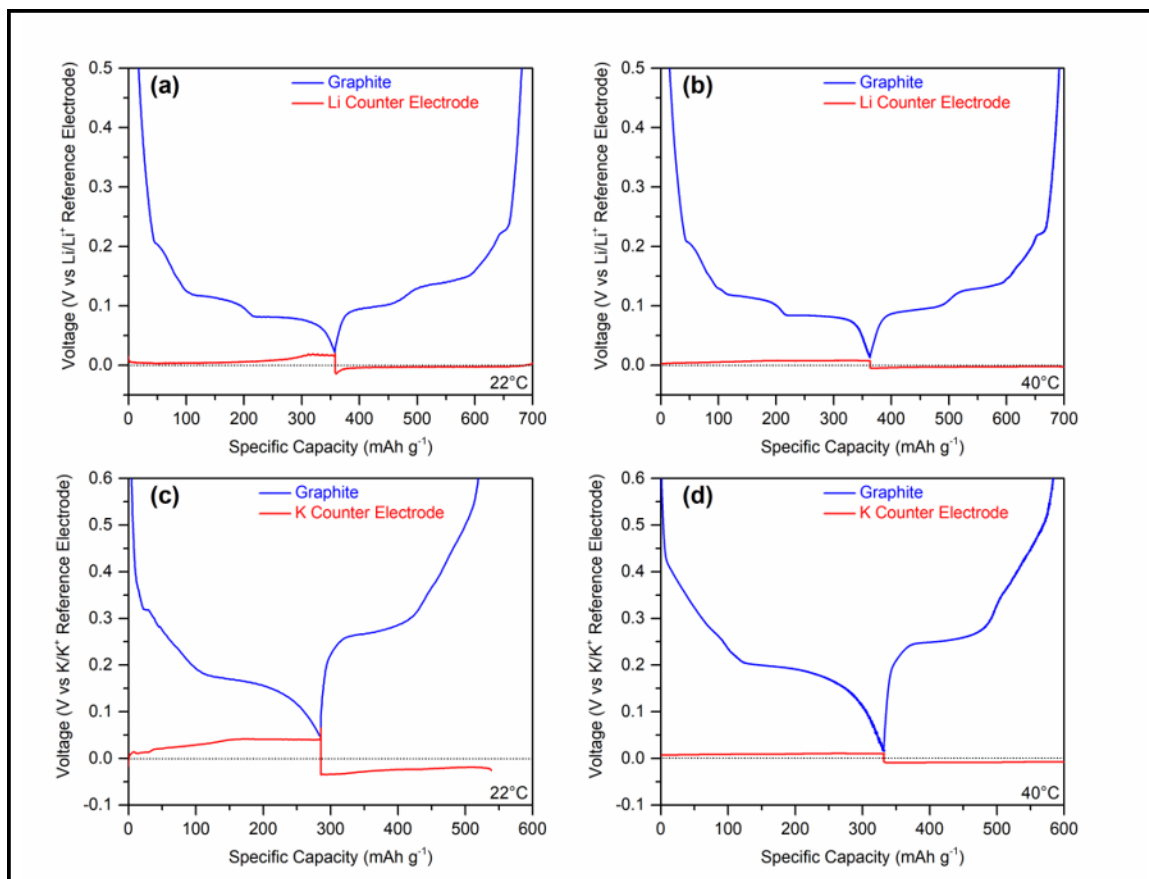 (a)
Graphite
Li Counter Electrode
0.5
0.4
0.3
0.2
0.1
0.0
Voltage (V vs Li/Li⁺ Reference Electrode)
22°C
0 100 200 300 400 500 600 700
Specific Capacity (mAh g⁻¹)
(b)
Graphite
Li Counter Electrode
0.5
0.4
0.3
0.2
0.1
0.0
Voltage (V vs Li/Li⁺ Reference Electrode)
40°C
0 100 200 300 400 500 600 700
Specific Capacity (mAh g⁻¹)
(c)
Graphite
K Counter Electrode
0.6
0.5
0.4
0.3
0.2
0.1
0.0
-0.1
Voltage (V vs K/K⁺ Reference Electrode)
22°C
0 100 200 300 400 500 600
Specific Capacity (mAh g⁻¹)
(d)
Graphite
K Counter Electrode
0.6
0.5
0.4
0.3
0.2
0.1
0.0
-0.1
Voltage (V vs K/K⁺ Reference Electrode)
40°C
0 100 200 300 400 500 600
Specific Capacity (mAh g⁻¹)